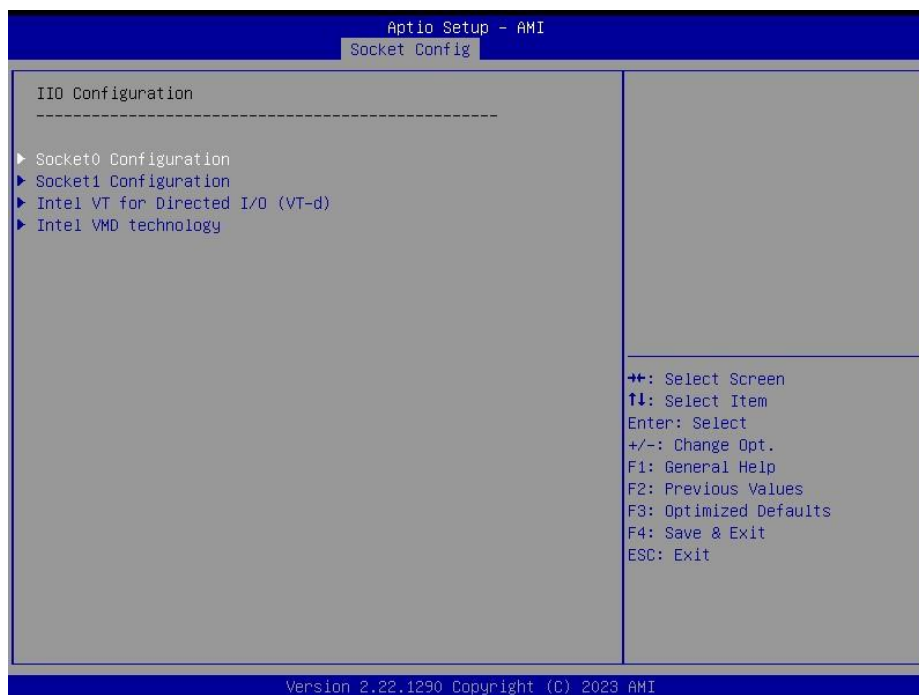 Aptio Setup - AMI
Socket Config
IIO Configuration
--------------------------------------------------
Socket0 Configuration
Socket1 Configuration
Intel VT for Directed I/O (VT-d)
Intel VMD technology
→←: Select Screen
↑↓: Select Item
Enter: Select
+/-: Change Opt.
F1: General Help
F2: Previous Values
F3: Optimized Defaults
F4: Save & Exit
ESC: Exit
Version 2.22.1290 Copyright (C) 2023 AMI